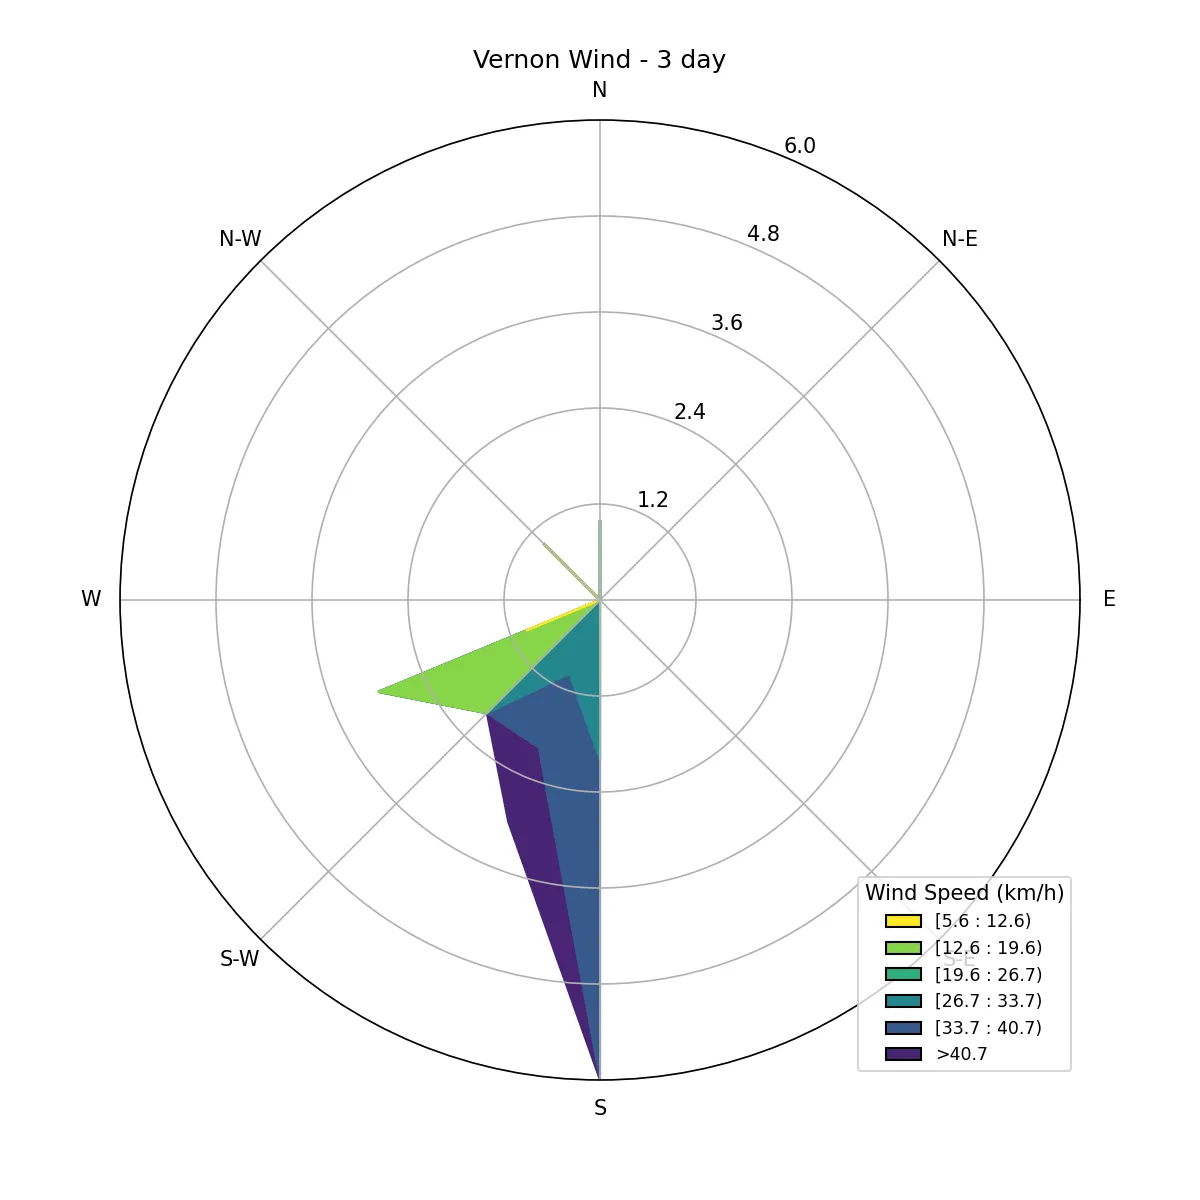 Vernon Wind - 3 day
N
6.0
N-W
4.8
N-E
3.6
2.4
1.2
W
E
S-W
S-E
S
Wind Speed (km/h)
[5.6 : 12.6)
[12.6 : 19.6)
[19.6 : 26.7)
[26.7 : 33.7)
[33.7 : 40.7)
>40.7